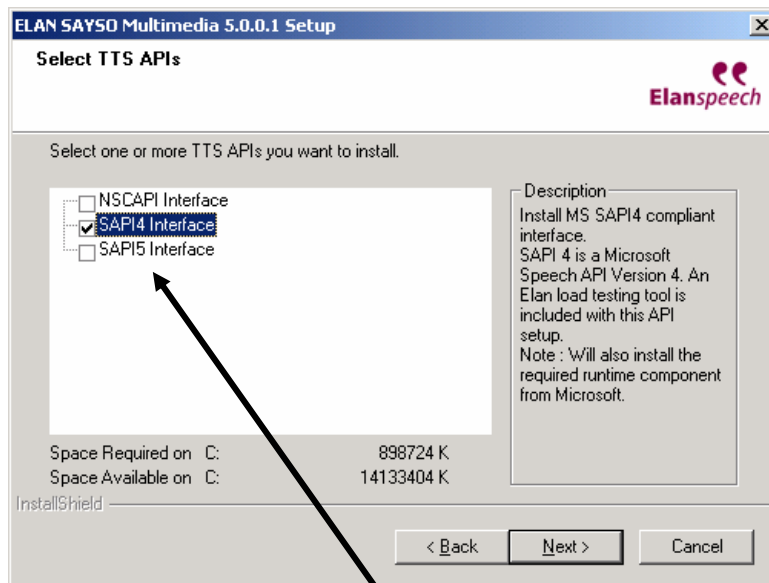 ELAN SAYSO Multimedia 5.0.0.1 Setup
Select TTS APIs
Elanspeech
Select one or more TTS APIs you want to install.
NSCAPI Interface
SAPI4 Interface
SAPI5 Interface
Description
Install MS SAPI4 compliant
interface.
SAPI 4 is a Microsoft
Speech API Version 4. An
Elan load testing tool is
included with this API
setup.
Note : Will also install the
required runtime component
from Microsoft.
Space Required on C: 898724 K
Space Available on C: 14133404 K
InstallShield
< Back Next > Cancel